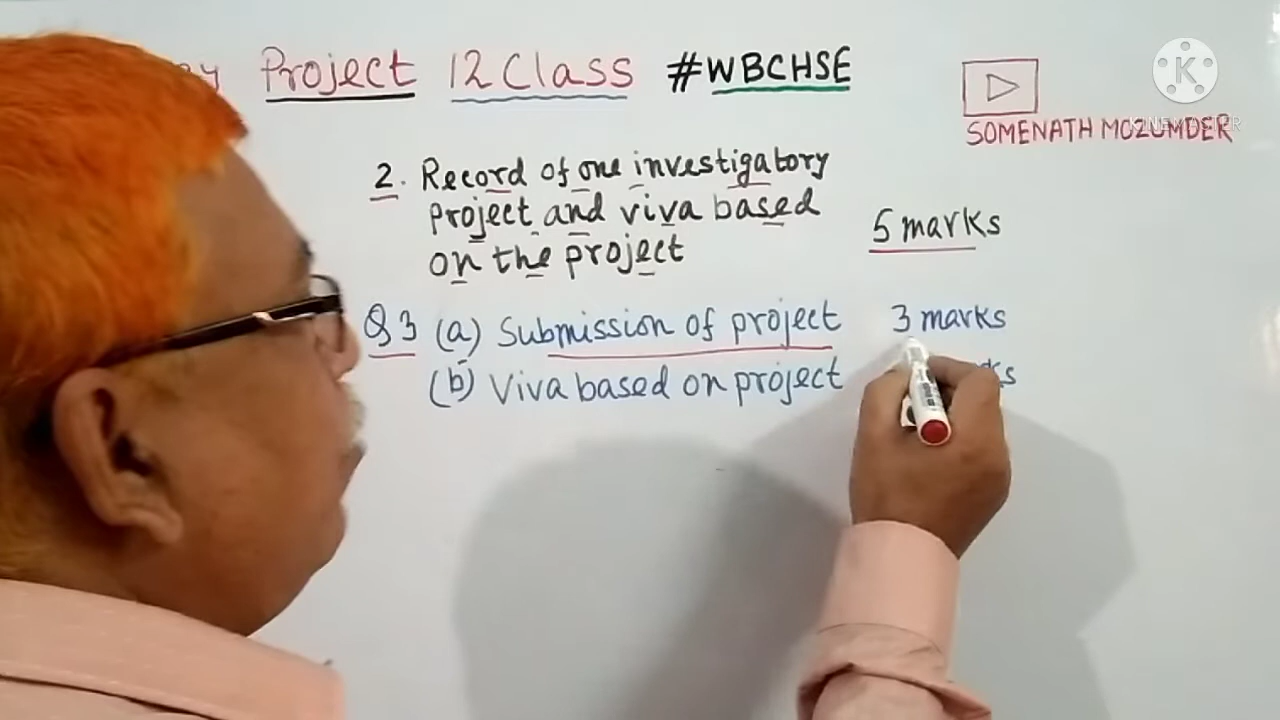 Project 12 Class #WBCHSE
SOMENATH MOZUMDER
KINEMASTER
2. Record of one investigatory
project and viva based
on the project
5 marks
Q3 (a) Submission of project 3 marks
(b) Viva based on project